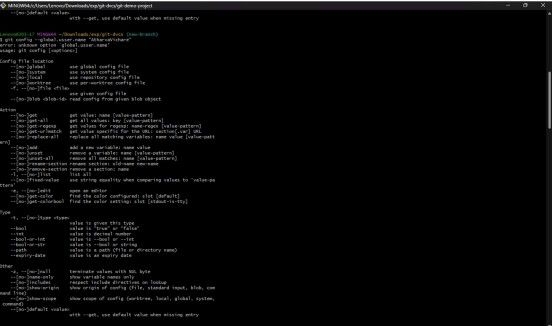 MINGW64:/c/Users/Lenovo/Downloads/exp/git-dvcs/git-demo-project
--[no-]default <value>
with --get, use default value when missing entry
Lenovo@SS1-17 MINGW64 ~/Downloads/exp/git-dvcs (new-branch)
$ git config --global.user.name "AtharvaVichare"
error: unknown option `global.user.name'
usage: git config [<options>]
Config file location
--[no-]global use global config file
--[no-]system use system config file
--[no-]local use repository config file
--[no-]worktree use per-worktree config file
-f, --[no-]file <file>
use given config file
--[no-]blob <blob-id> read config from given blob object
Action
--[no-]get get value: name [value-pattern]
--[no-]get-all get all values: key [value-pattern]
--[no-]get-regexp get values for regexp: name-regex [value-pattern]
--[no-]get-urlmatch get value specific for the URL: section[.var] URL
--[no-]replace-all replace all matching variables: name value [value-patt
ern]
--[no-]add add a new variable: name value
--[no-]unset remove a variable: name [value-pattern]
--[no-]unset-all remove all matches: name [value-pattern]
--[no-]rename-section rename section: old-name new-name
--[no-]remove-section remove a section: name
-l, --[no-]list list all
--[no-]fixed-value use string equality when comparing values to 'value-pa
ttern'
-e, --[no-]edit open an editor
--[no-]get-color find the color configured: slot [default]
--[no-]get-colorbool find the color setting: slot [stdout-is-tty]
Type
-t, --[no-]type <type>
value is given this type
--bool value is "true" or "false"
--int value is decimal number
--bool-or-int value is --bool or --int
--bool-or-str value is --bool or string
--path value is a path (file or directory name)
--expiry-date value is an expiry date
Other
-z, --[no-]null terminate values with NUL byte
--[no-]name-only show variable names only
--[no-]includes respect include directives on lookup
--[no-]show-origin show origin of config (file, standard input, blob, com
mand line)
--[no-]show-scope show scope of config (worktree, local, global, system,
command)
--[no-]default <value>
with --get, use default value when missing entry